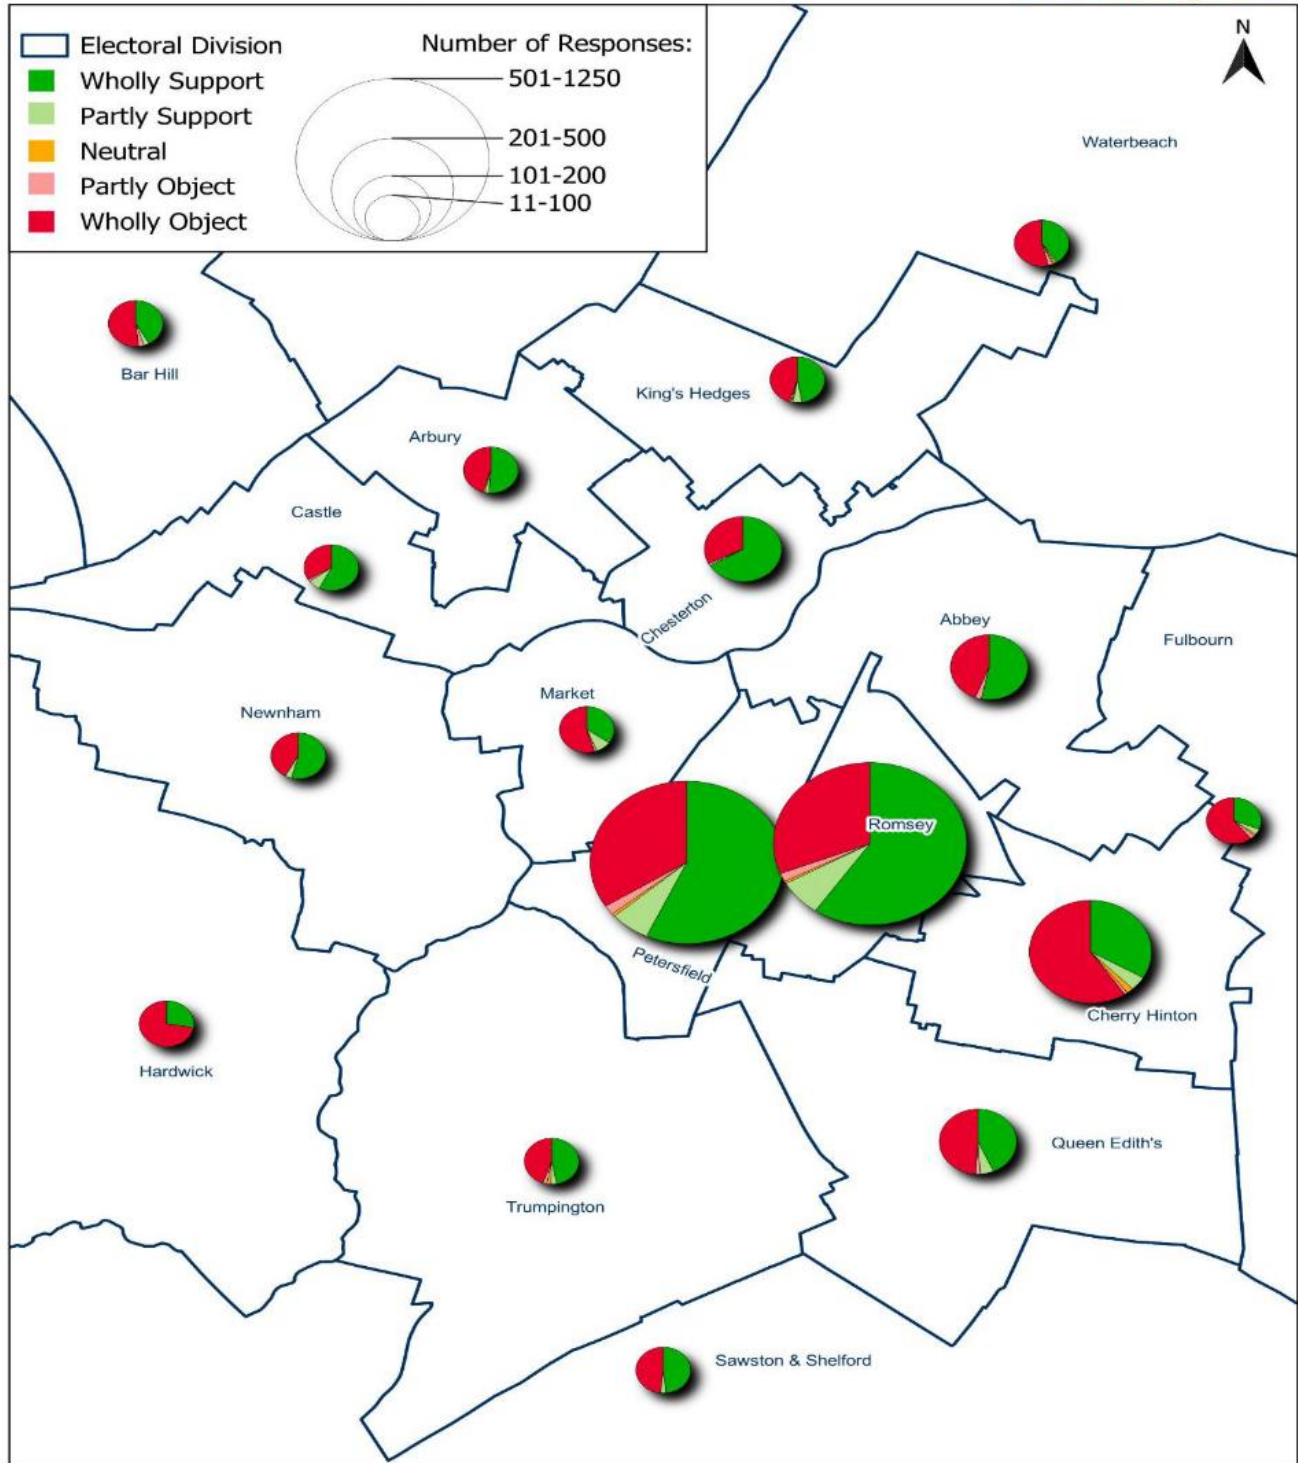 Electoral Division
Wholly Support
Partly Support
Neutral
Partly Object
Wholly Object
Number of Responses:
501-1250
201-500
101-200
11-100
N
Waterbeach
Bar Hill
King's Hedges
Arbury
Castle
Chesterton
Abbey
Fulbourn
Market
Newnham
Romsey
Petersfield
Cherry Hinton
Hardwick
Queen Edith's
Trumpington
Sawston & Shelford